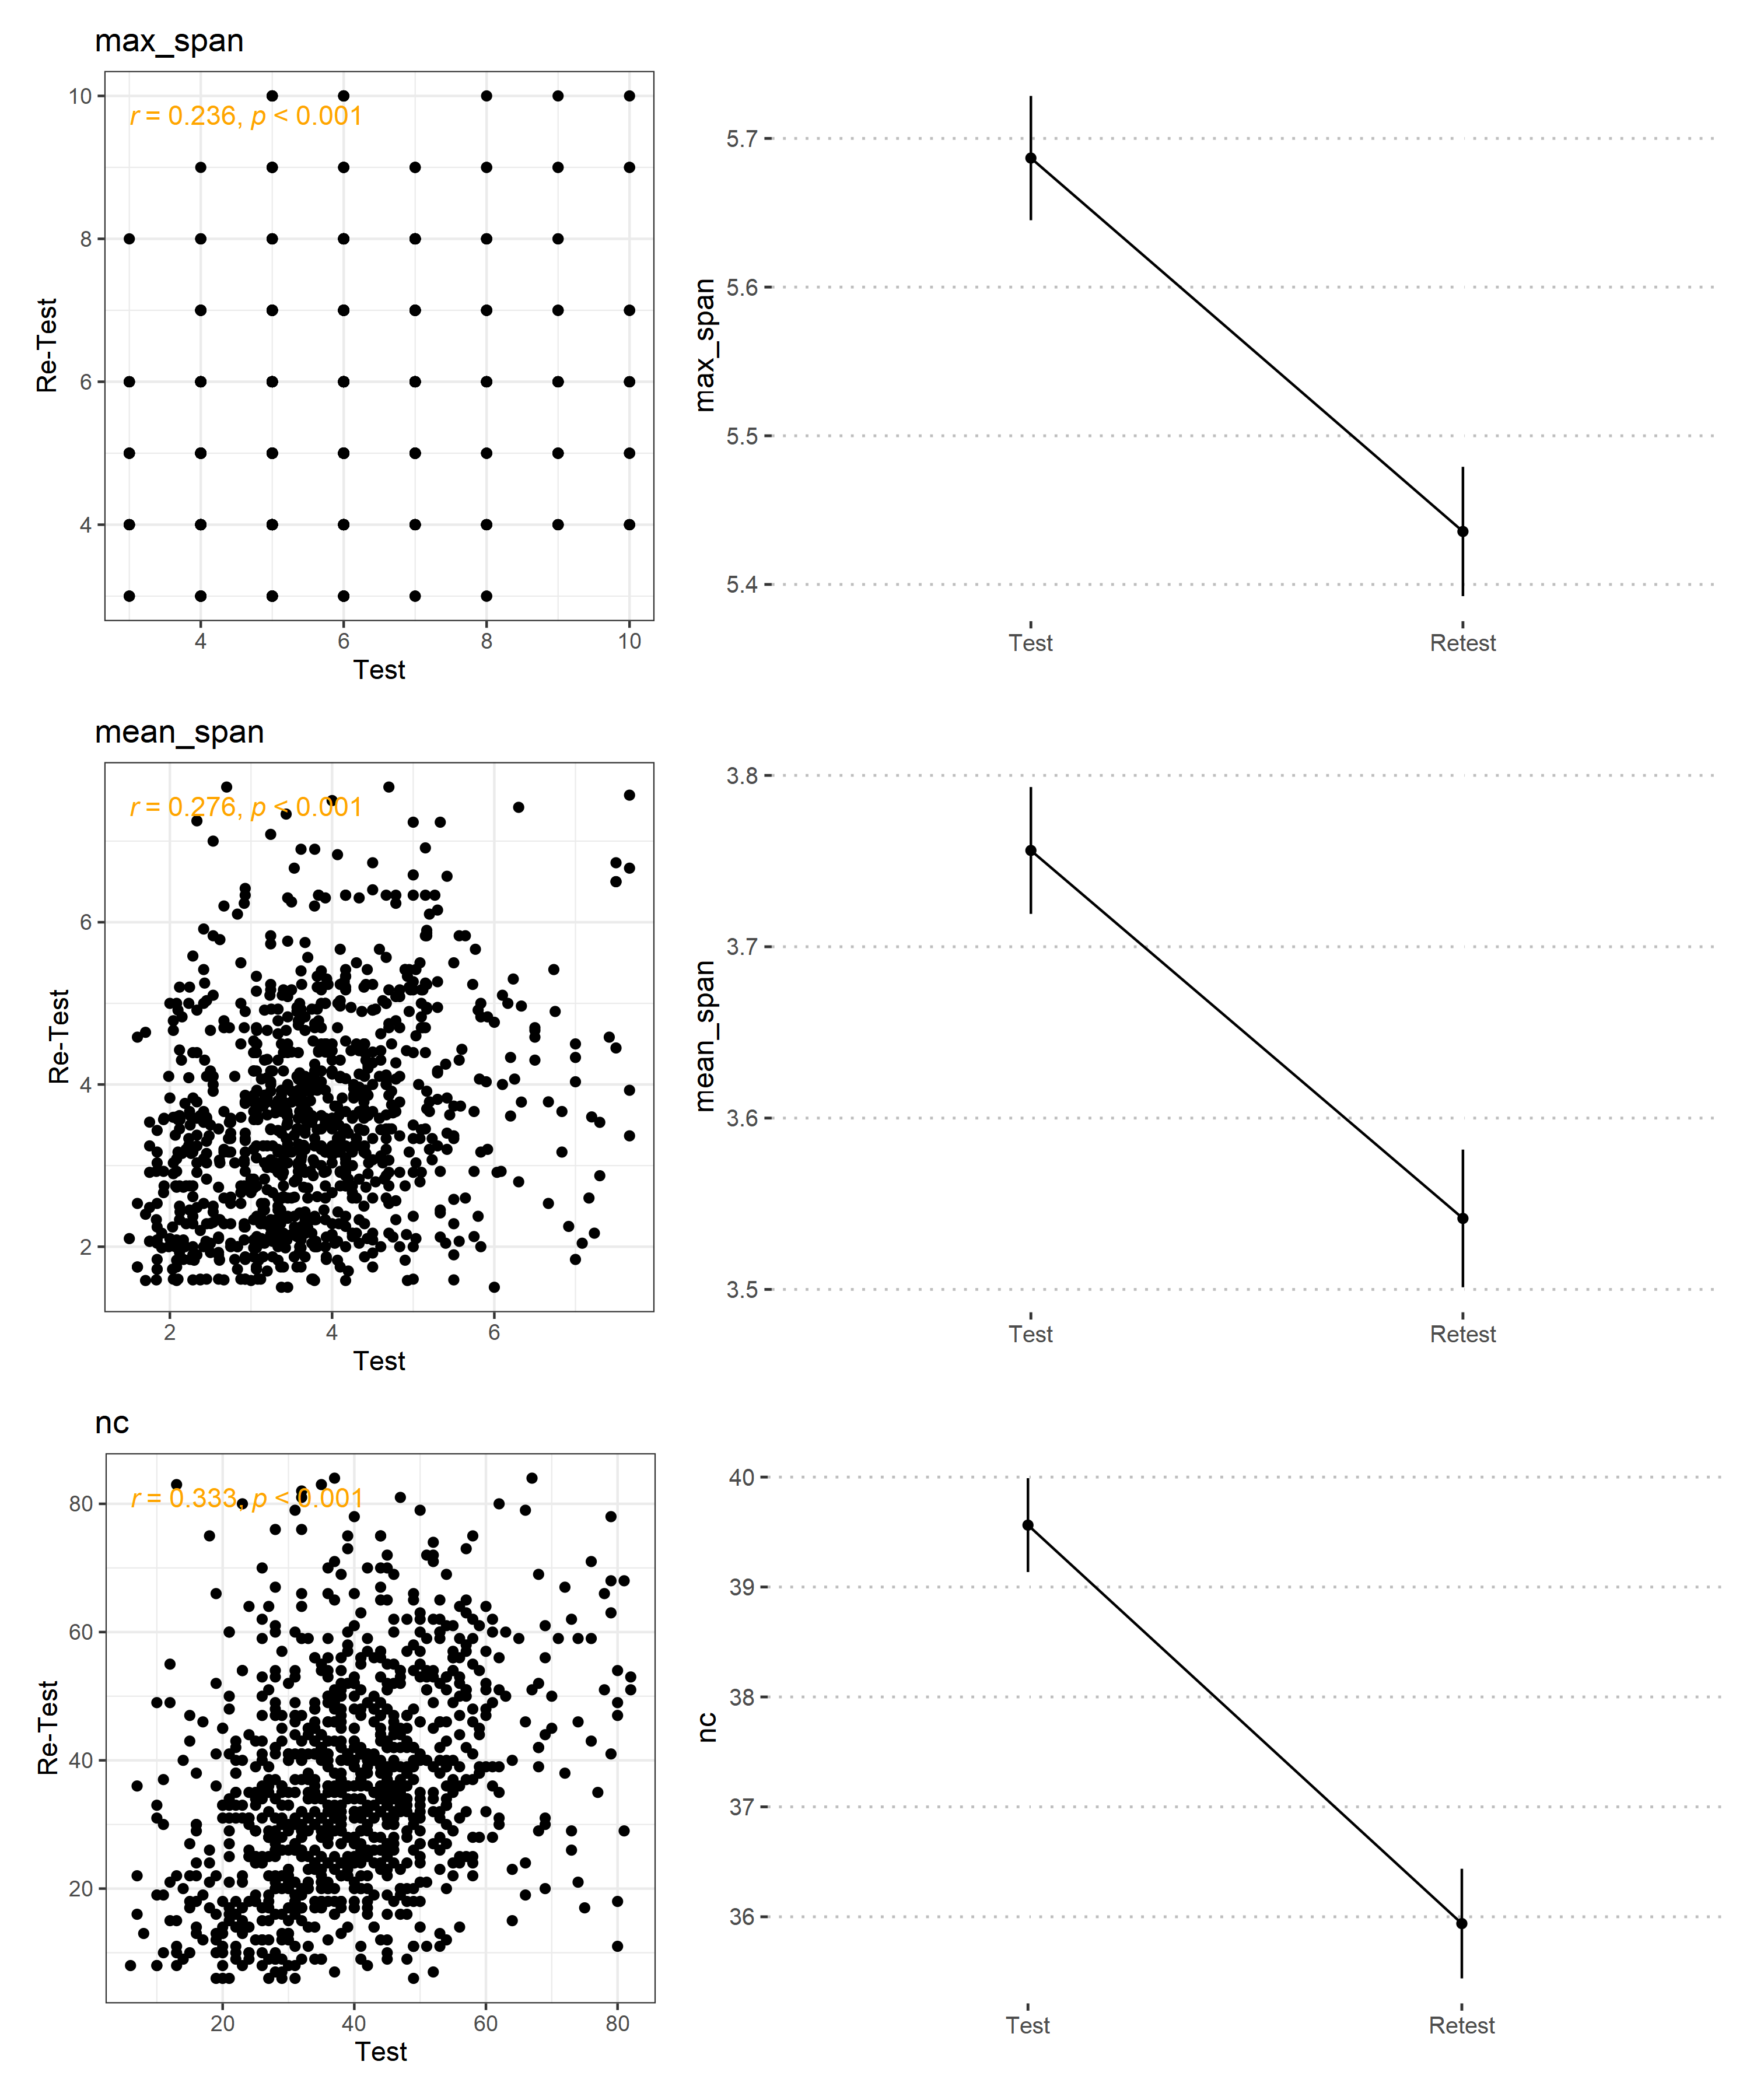 max_span
r = 0.236, p < 0.001
10
8
6
4
Re-Test
4 6 8 10
Test
5.7
5.6
5.5
5.4
max_span
Test Retest
mean_span
r = 0.276, p < 0.001
6
4
2
Re-Test
2 4 6
Test
3.8
3.7
3.6
3.5
mean_span
Test Retest
nc
r = 0.333, p < 0.001
80
60
40
20
Re-Test
20 40 60 80
Test
40
39
38
37
36
nc
Test Retest